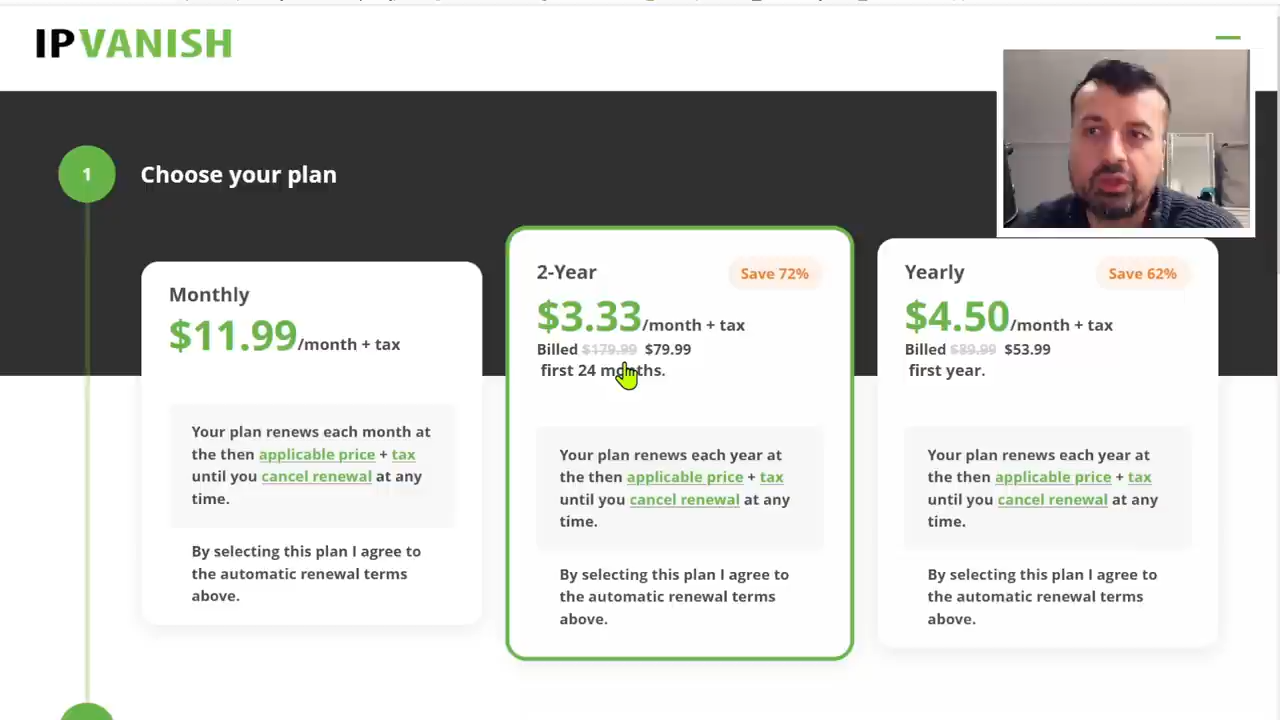 IPVANISH
1
Choose your plan
Monthly
$11.99/month + tax
Your plan renews each month at
the then applicable price + tax
until you cancel renewal at any
time.
By selecting this plan I agree to
the automatic renewal terms
above.
2-Year
Save 72%
$3.33/month + tax
Billed $179.99 $79.99
first 24 months.
Your plan renews each year at
the then applicable price + tax
until you cancel renewal at any
time.
By selecting this plan I agree to
the automatic renewal terms
above.
Yearly
Save 62%
$4.50/month + tax
Billed $89.99 $53.99
first year.
Your plan renews each year at
the then applicable price + tax
until you cancel renewal at any
time.
By selecting this plan I agree to
the automatic renewal terms
above.